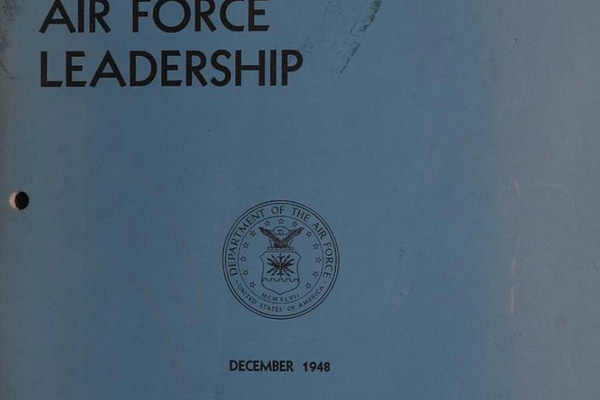 AIR FORCE
LEADERSHIP
DEPARTMENT OF THE AIR FORCE
MCMXLVII
UNITED STATES OF AMERICA
DECEMBER 1948